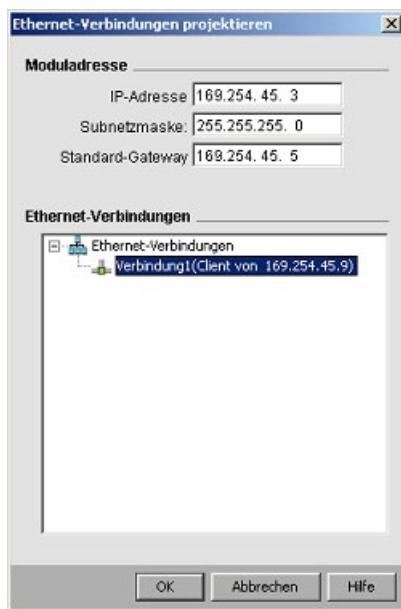 Ethernet-Verbindungen projektieren
Moduladresse
IP-Adresse 169.254. 45. 3
Subnetzmaske: 255.255.255. 0
Standard-Gateway 169.254. 45. 5
Ethernet-Verbindungen
Ethernet-Verbindungen
Verbindung1(Client von 169.254.45.9)
OK Abbrechen Hilfe